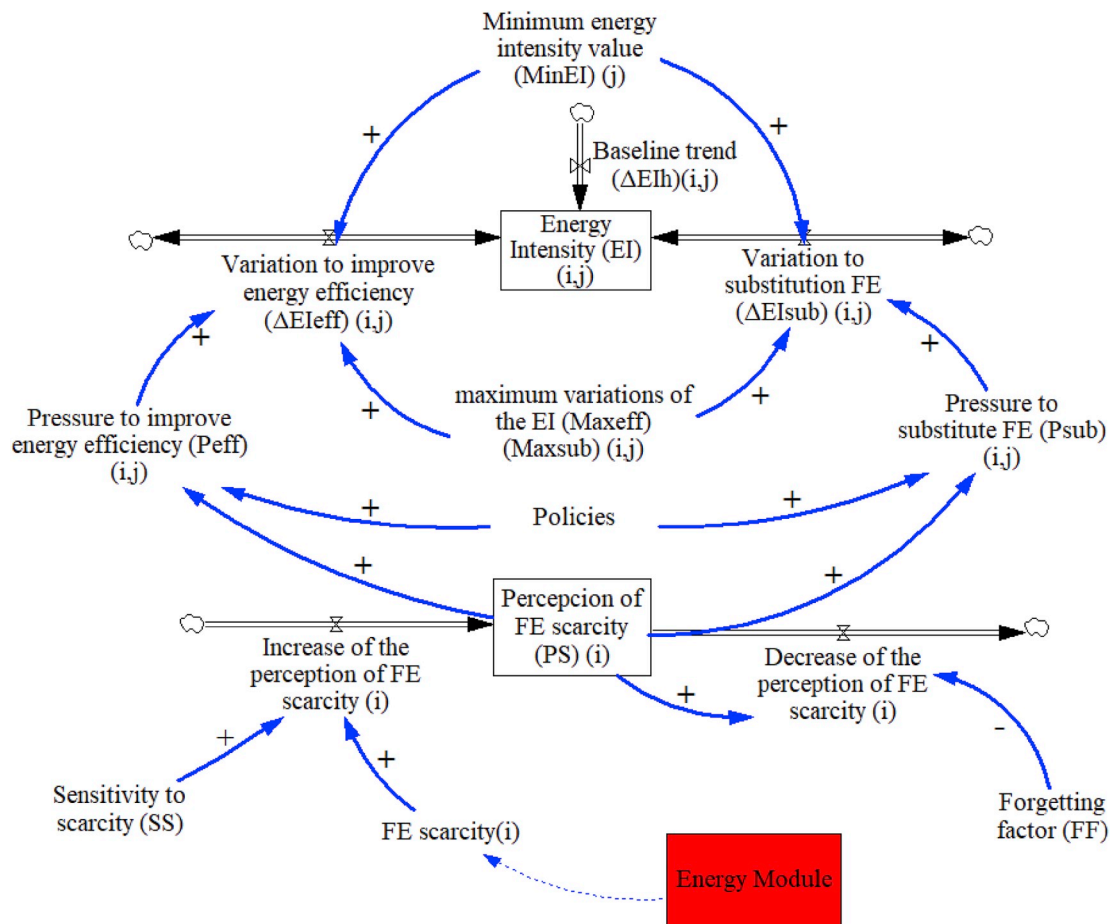 Minimum energy
intensity value
(MinEI) (j)
+
+
Baseline trend
(ΔEIh)(i,j)
Energy
Intensity (EI)
(i,j)
Variation to improve
energy efficiency
(ΔEIeff) (i,j)
Variation to
substitution FE
(ΔEIsub) (i,j)
+
+
+
+
maximum variations of
the EI (Maxeff)
(Maxsub) (i,j)
Pressure to improve
energy efficiency (Peff)
(i,j)
Pressure to
substitute FE (Psub)
(i,j)
+
Policies
+
+
+
Percepcion of
FE scarcity
(PS) (i)
Increase of the
perception of FE
scarcity (i)
Decrease of the
perception of FE
scarcity (i)
+
+
+
-
Sensitivity to
scarcity (SS)
FE scarcity(i)
Forgetting
factor (FF)
Energy Module